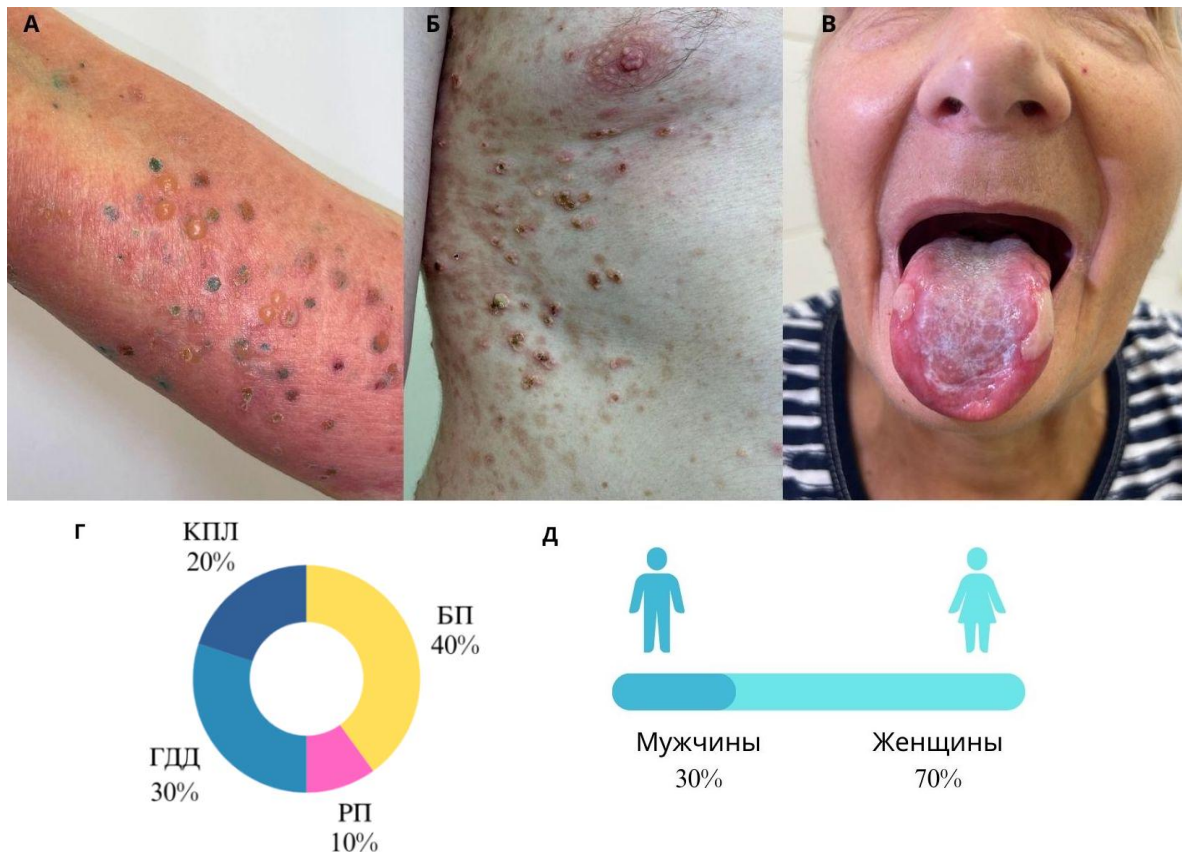 А
Б
В
Г
КПЛ
20%
БП
40%
ГДД
30%
РП
10%
Д
Мужчины
30%
Женщины
70%